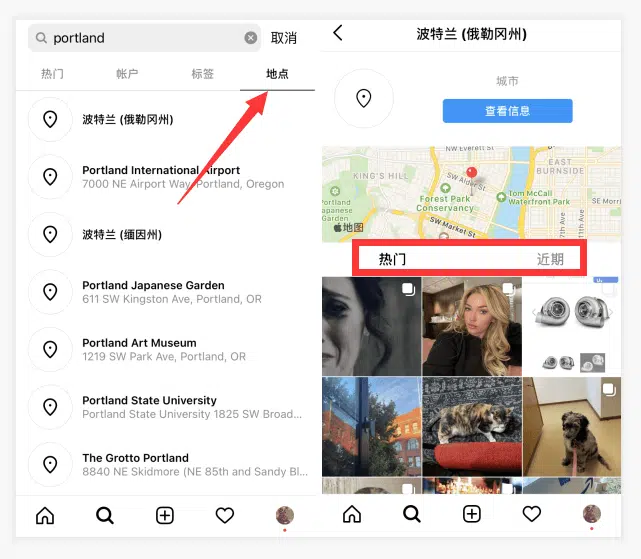 portland
取消
热门
帐户
标签
地点
波特兰 (俄勒冈州)
Portland International Airport
7000 NE Airport Way, Portland, Oregon
波特兰 (缅因州)
Portland Japanese Garden
611 SW Kingston Ave, Portland, OR
Portland Art Museum
1219 SW Park Ave, Portland, OR
Portland State University
Portland State University 1825 SW Broad...
The Grotto Portland
8840 NE Skidmore (NE 85th and Sandy Bl...
波特兰 (俄勒冈州)
城市
查看信息
NW Everett St
EAST
BURNSIDE
KING'S HILL
SW Alder St
Portland
Japanese
Garden
Forest Park
Conservancy
Tom McCall
Waterfront Park
SE Morri
SW Market St
地图
热门
近期